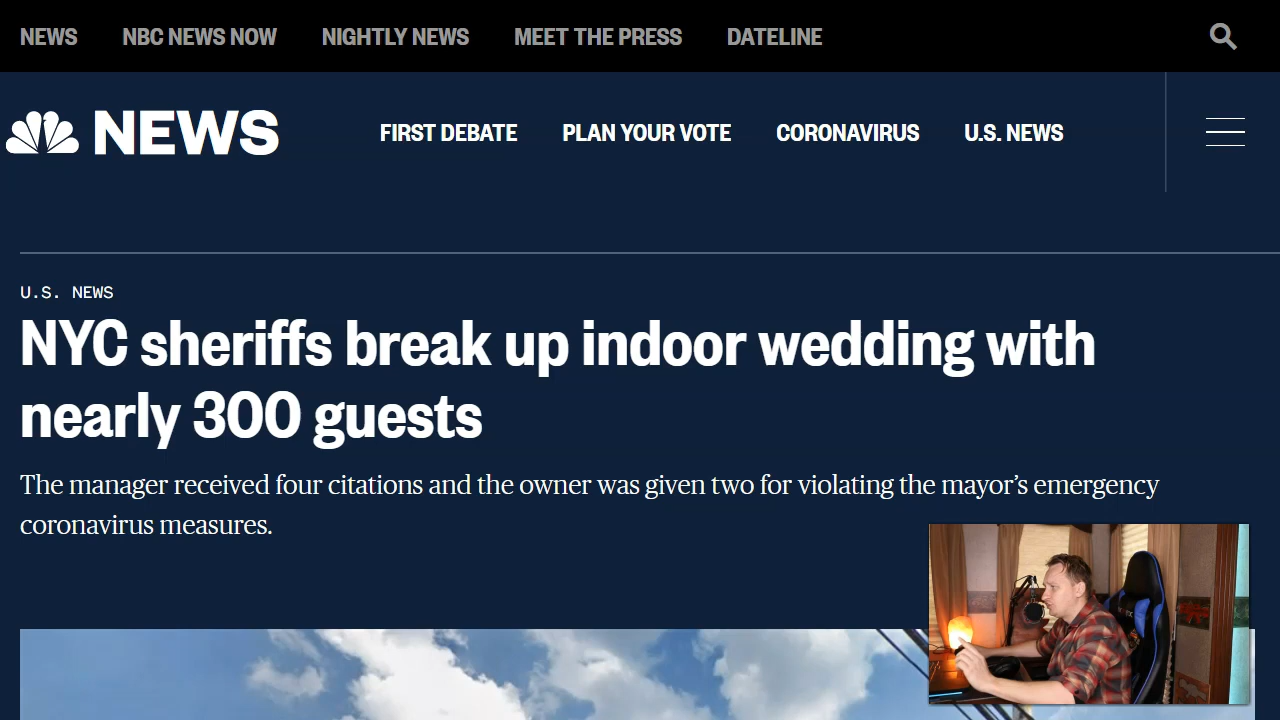 NEWS NBC NEWS NOW NIGHTLY NEWS MEET THE PRESS DATELINE
NEWS FIRST DEBATE PLAN YOUR VOTE CORONAVIRUS U.S. NEWS
U.S. NEWS
NYC sheriffs break up indoor wedding with
nearly 300 guests
The manager received four citations and the owner was given two for violating the mayor’s emergency
coronavirus measures.